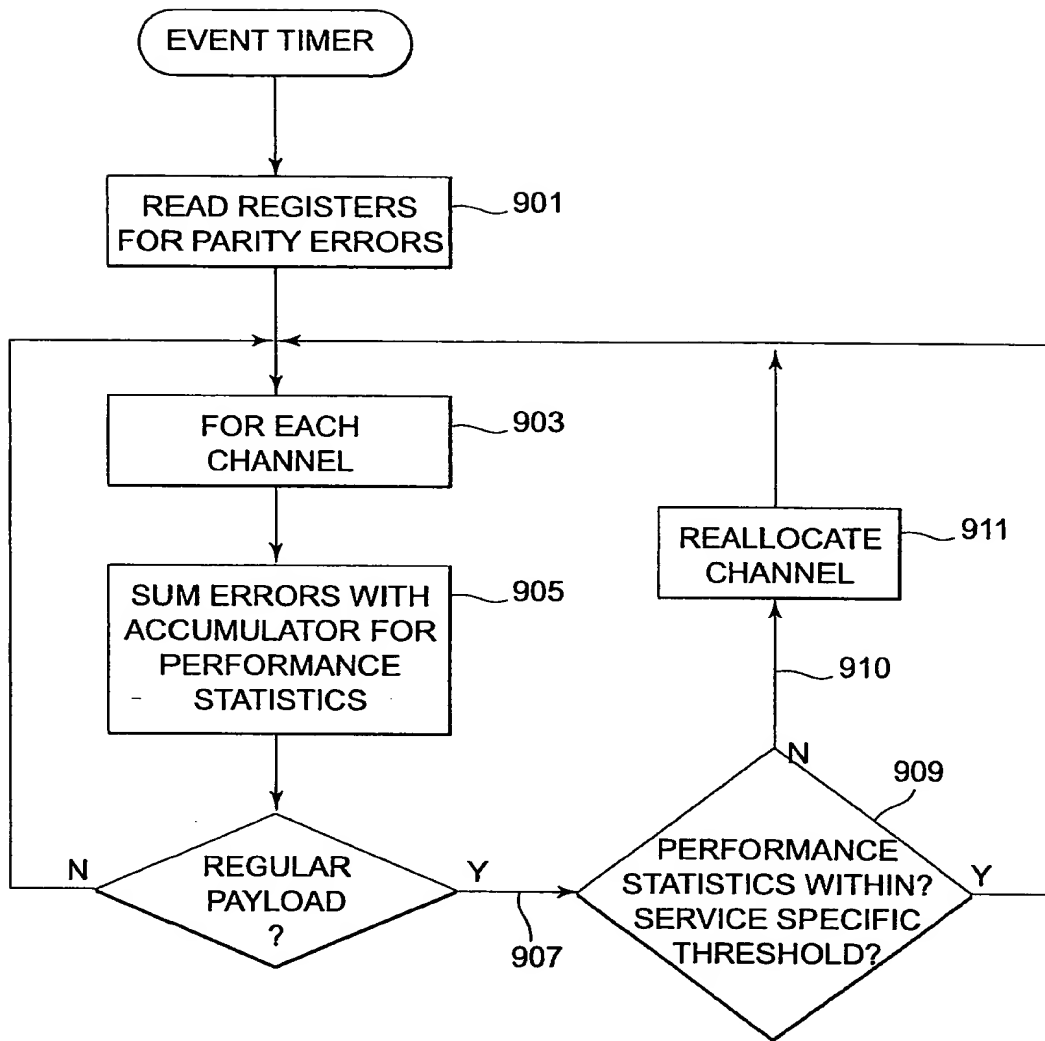 EVENT TIMER
READ REGISTERS
FOR PARITY ERRORS
901
FOR EACH
CHANNEL
903
SUM ERRORS WITH
ACCUMULATOR FOR
PERFORMANCE
STATISTICS
905
REALLOCATE
CHANNEL
911
910
N
REGULAR
PAYLOAD
?
Y
907
N
909
PERFORMANCE
STATISTICS WITHIN?
SERVICE SPECIFIC
THRESHOLD?
Y